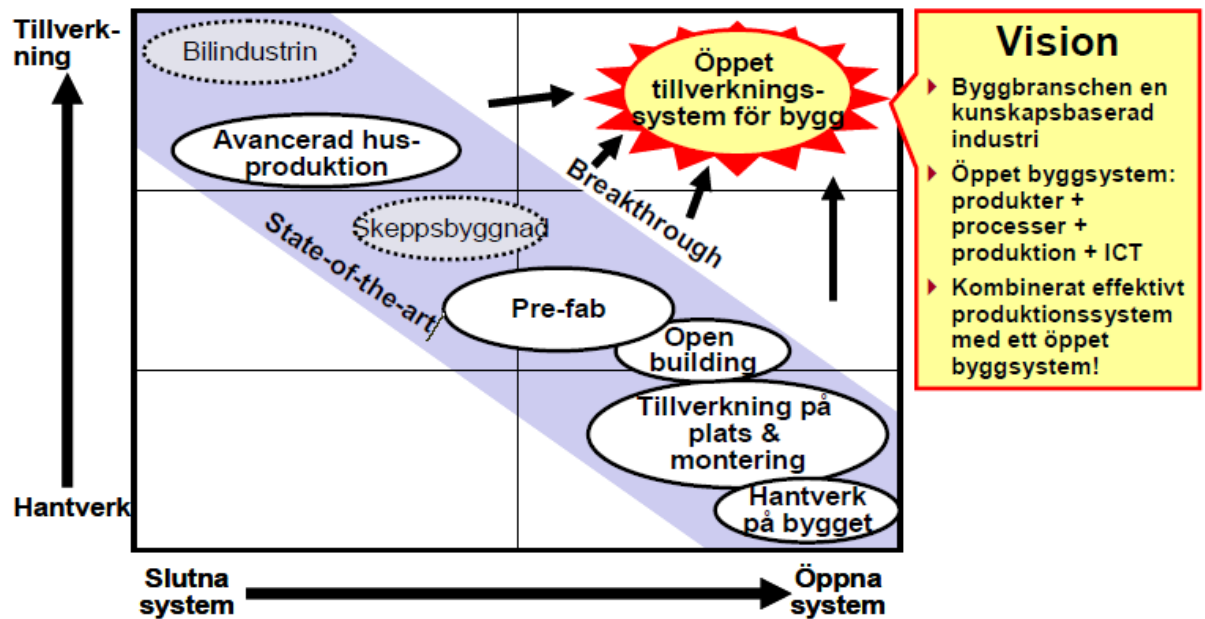 Tillverk-
ning
Bilindustrin
Avancerad hus-
produktion
Skeppsbyggnad
State-of-the-art
Pre-fab
Open
building
Tillverkning på
plats &
montering
Hantverk
på bygget
Breakthrough
Öppet
tillverknings-
system för bygg
Hantverk
Slutna
system
Öppna
system
Vision
Byggbranschen en
kunskapsbaserad
industri
Öppet byggsystem:
produkter +
processer +
produktion + ICT
Kombinerat effektivt
produktionssystem
med ett öppet
byggsystem!